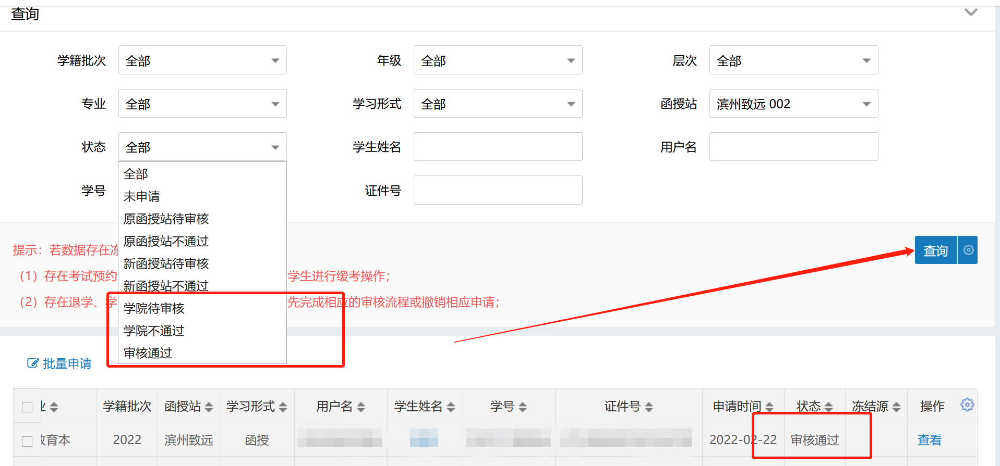 查询
学籍批次 全部 年级 全部 层次 全部
专业 全部 学习形式 全部 函授站 滨州致远 002
状态 全部 学生姓名 用户名
全部
学号 证件号
未申请
原函授站待审核
原函授站不通过
提示：若数据存在
查询
新函授站待审核
（1）存在考试预约 学生进行缓考操作；
新函授站不通过
（2）存在退学、学 先完成相应的审核流程或撤销相应申请；
学院待审核
学院不通过
审核通过
批量申请
学籍批次 函授站 学习形式 用户名 学生姓名 学号 证件号 申请时间 状态 冻结源 操作
育本 2022 滨州致远 函授 2022-02-22 审核通过 查看